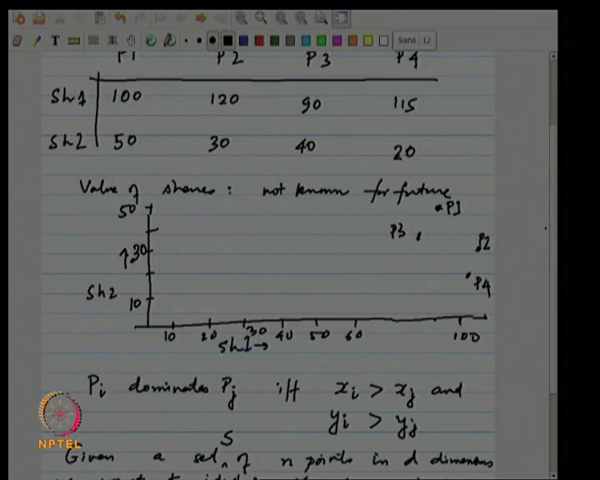 Sans 12
P1 P2 P3 P4
Sh1 100 120 90 115
Sh2 50 30 40 20
Value of shares : not known for future
50 P1
P3
30 P2
Sh2 P4
10
10 20 30 40 50 60 100
Sh1→
Pi dominates Pj iff xi > xj and
yi > yj
NPTEL
S
Given a set ^ of n points in d dimensions